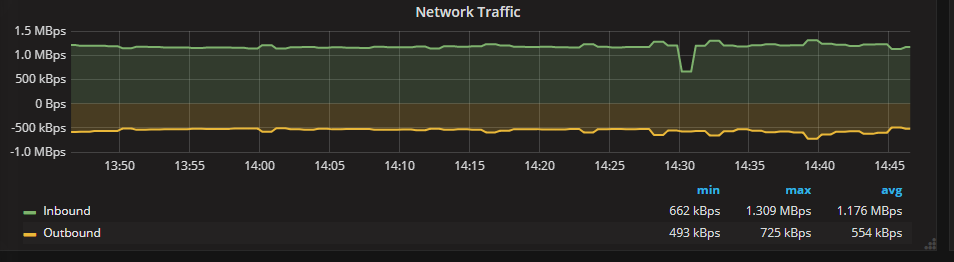 Network Traffic
1.5 MBps
1.0 MBps
500 kBps
0 Bps
-500 kBps
-1.0 MBps
13:50 13:55 14:00 14:05 14:10 14:15 14:20 14:25 14:30 14:35 14:40 14:45
min max avg
Inbound 662 kBps 1.309 MBps 1.176 MBps
Outbound 493 kBps 725 kBps 554 kBps